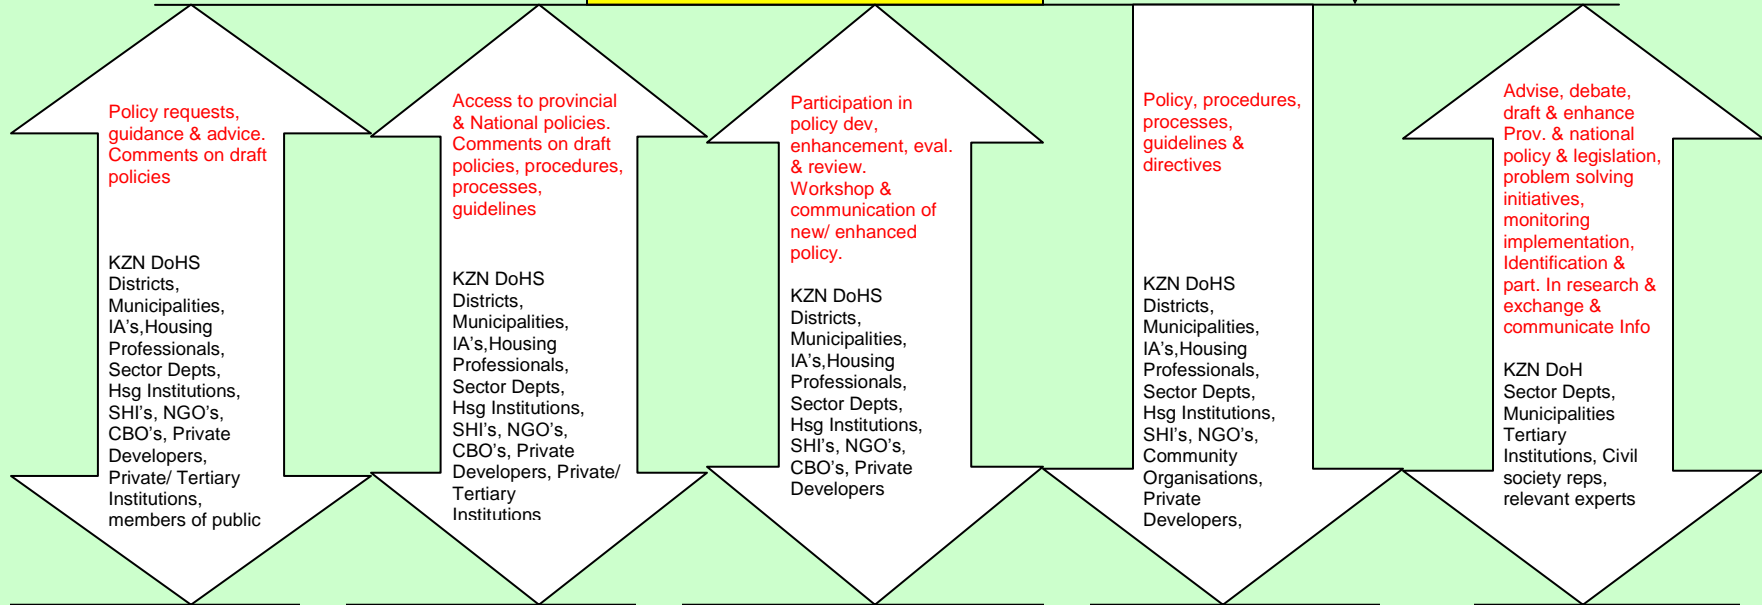 Policy requests,
guidance & advice.
Comments on draft
policies
KZN DoHS
Districts,
Municipalities,
IA's,Housing
Professionals,
Sector Depts,
Hsg Institutions,
SHI's, NGO's,
CBO's, Private
Developers,
Private/ Tertiary
Institutions,
members of public
Access to provincial
& National policies.
Comments on draft
policies, procedures,
processes,
guidelines
KZN DoHS
Districts,
Municipalities,
IA's,Housing
Professionals,
Sector Depts,
Hsg Institutions,
SHI's, NGO's,
CBO's, Private
Developers, Private/
Tertiary
Institutions
Participation in
policy dev,
enhancement, eval.
& review.
Workshop &
communication of
new/ enhanced
policy.
KZN DoHS
Districts,
Municipalities,
IA's,Housing
Professionals,
Sector Depts,
Hsg Institutions,
SHI's, NGO's,
CBO's, Private
Developers
Policy, procedures,
processes,
guidelines &
directives
KZN DoHS
Districts,
Municipalities,
IA's,Housing
Professionals,
Sector Depts,
Hsg Institutions,
SHI's, NGO's,
Community
Organisations,
Private
Developers,
Advise, debate,
draft & enhance
Prov. & national
policy & legislation,
problem solving
initiatives,
monitoring
implementation,
Identification &
part. In research &
exchange &
communicate Info
KZN DoH
Sector Depts,
Municipalities
Tertiary
Institutions, Civil
society reps,
relevant experts